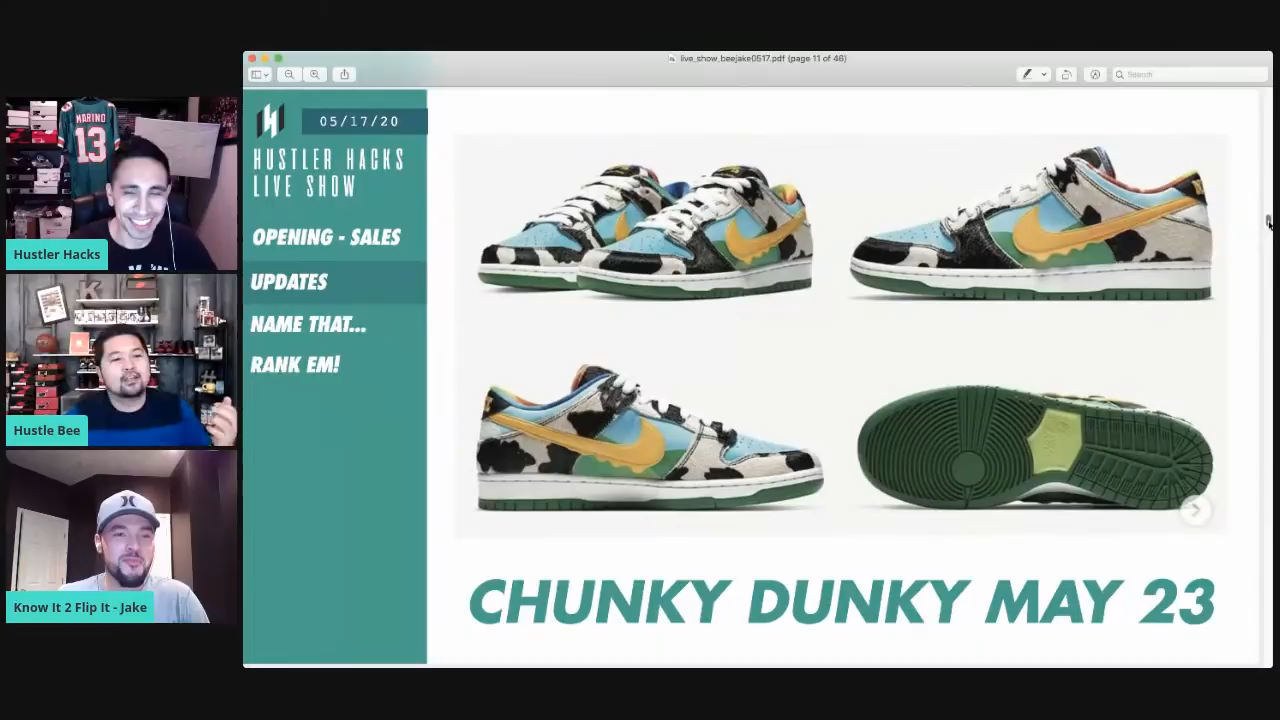 live_show_beejake0517.pdf (page 11 of 46)
Search
05/17/20
HUSTLER HACKS
LIVE SHOW
OPENING - SALES
UPDATES
NAME THAT...
RANK EM!
CHUNKY DUNKY MAY 23
MARINO
13
Hustler Hacks
Hustle Bee
Know It 2 Flip It - Jake